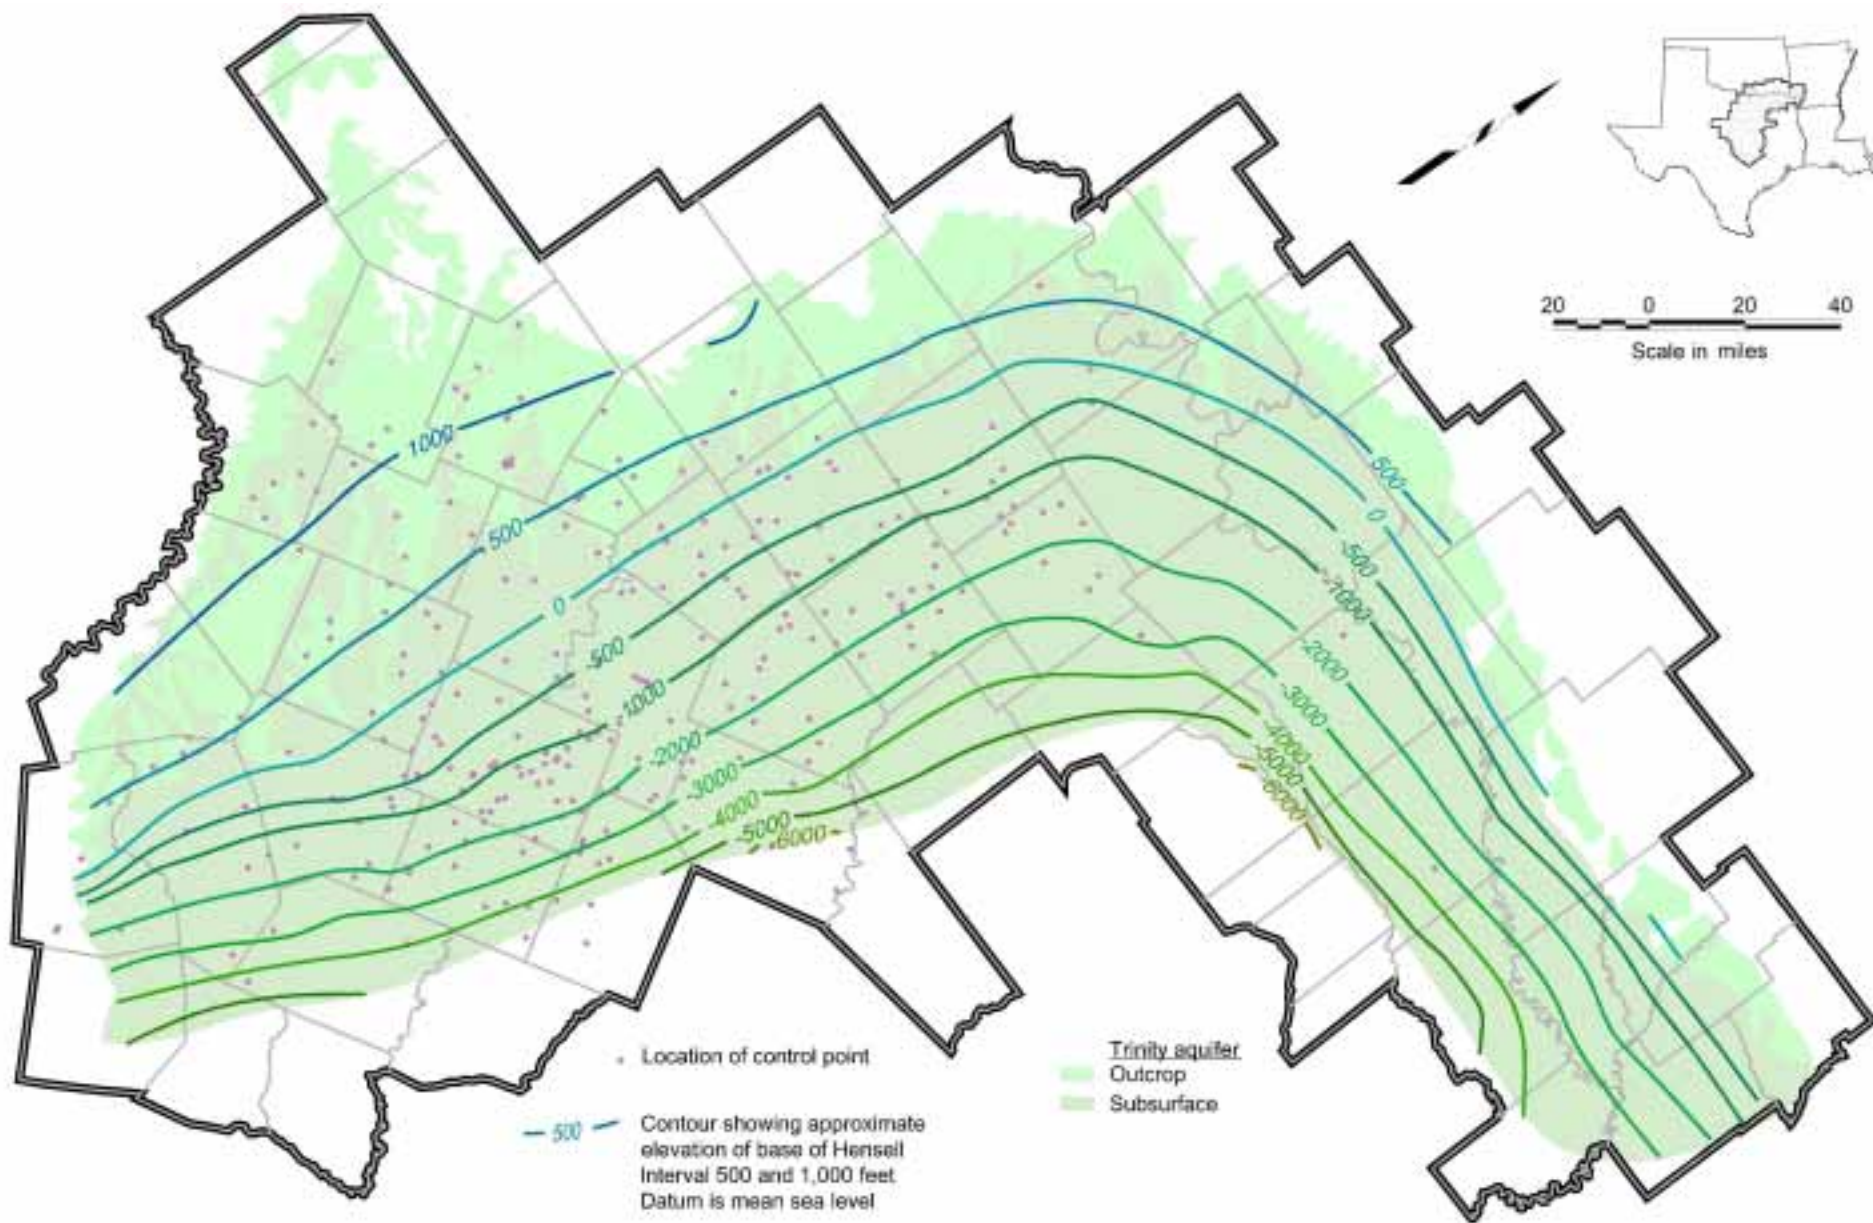 20 0 20 40
Scale in miles
1000
500
0
-500
-1000
-2000
-3000
-4000
-5000
-6000
500
0
-500
-1000
-2000
-3000
-4000
-5000
-6000
Location of control point
500
Contour showing approximate
elevation of base of Hensell
Interval 500 and 1,000 feet
Datum is mean sea level
Trinity aquifer
Outcrop
Subsurface